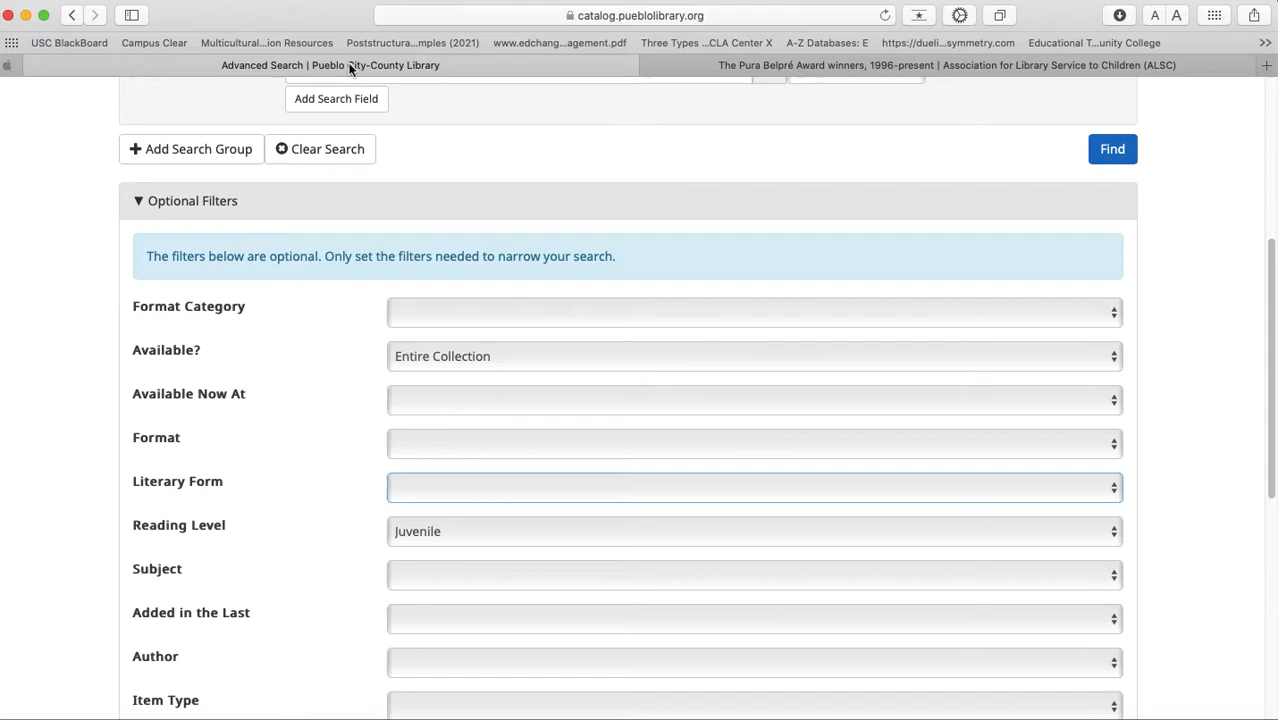 catalog.pueblolibrary.org
A A
USC BlackBoard Campus Clear Multicultural...ion Resources Poststructura...mples (2021) www.edchang...agement.pdf Three Types ...CLA Center X A-Z Databases: E https://dueli...symmetry.com Educational T...unity College
Advanced Search | Pueblo City-County Library The Pura Belpré Award winners, 1996-present | Association for Library Service to Children (ALSC)
Add Search Field
Add Search Group Clear Search Find
Optional Filters
The filters below are optional. Only set the filters needed to narrow your search.
Format Category
Available? Entire Collection
Available Now At
Format
Literary Form
Reading Level Juvenile
Subject
Added in the Last
Author
Item Type